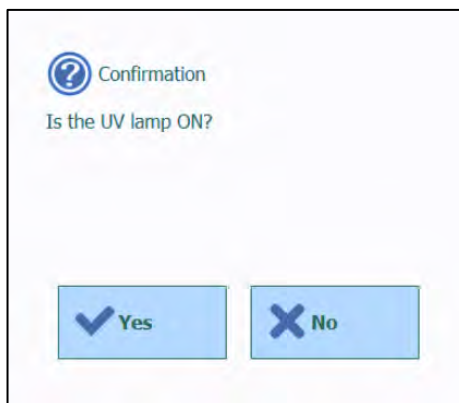 Confirmation
Is the UV lamp ON?
Yes No